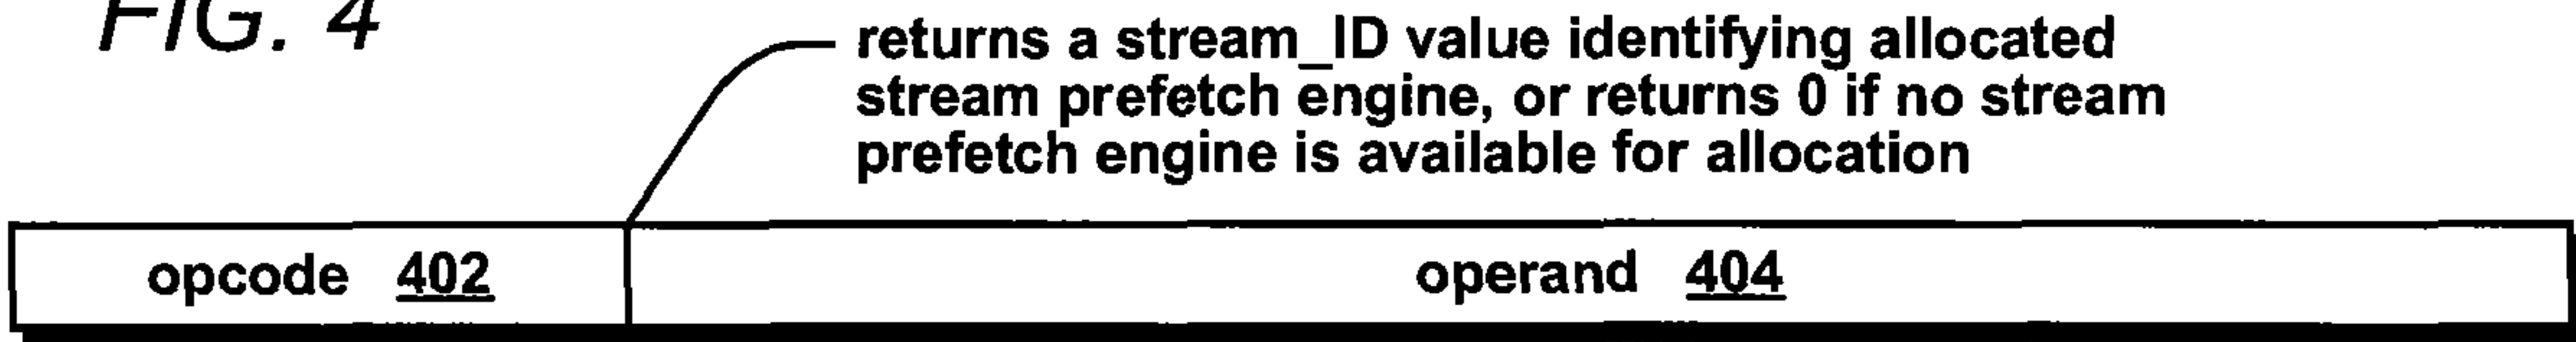 FIG. 4
returns a stream_ID value identifying allocated
stream prefetch engine, or returns 0 if no stream
prefetch engine is available for allocation
opcode 402 operand 404